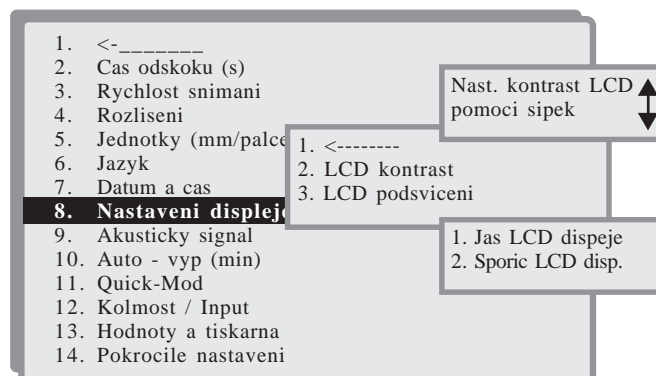 1. <-_______
2. Cas odskoku (s)
3. Rychlost snimani
4. Rozliseni
5. Jednotky (mm/palce
6. Jazyk
7. Datum a cas
8. Nastaveni displeje
9. Akusticky signal
10. Auto - vyp (min)
11. Quick-Mod
12. Kolmost / Input
13. Hodnoty a tiskarna
14. Pokrocile nastaveni
1. <--------
2. LCD kontrast
3. LCD podsviceni
Nast. kontrast LCD
pomoci sipek
1. Jas LCD dispeje
2. Sporic LCD disp.